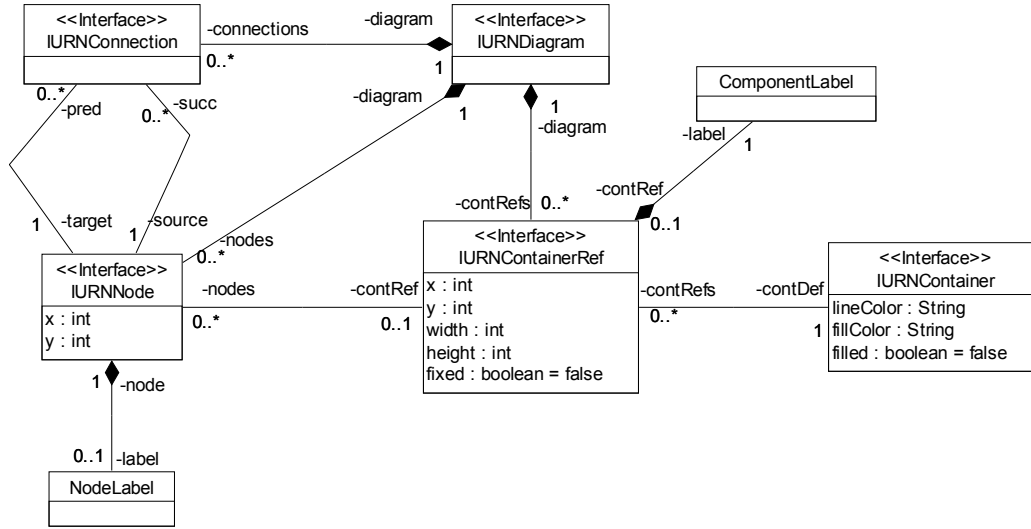 <<Interface>>
IURNConnection
-connections
0..*
-diagram
1
<<Interface>>
IURNDiagram
0..*
-pred
-succ
0..*
-diagram
1
1
-diagram
ComponentLabel
-label
1
-contRef
0..1
1
-target
-source
1
-nodes
0..*
-contRefs
0..*
<<Interface>>
IURNNode
x : int
y : int
-nodes
0..*
-contRef
0..1
<<Interface>>
IURNContainerRef
x : int
y : int
width : int
height : int
fixed : boolean = false
-contRefs
0..*
-contDef
1
<<Interface>>
IURNContainer
lineColor : String
fillColor : String
filled : boolean = false
1
-node
0..1
-label
NodeLabel